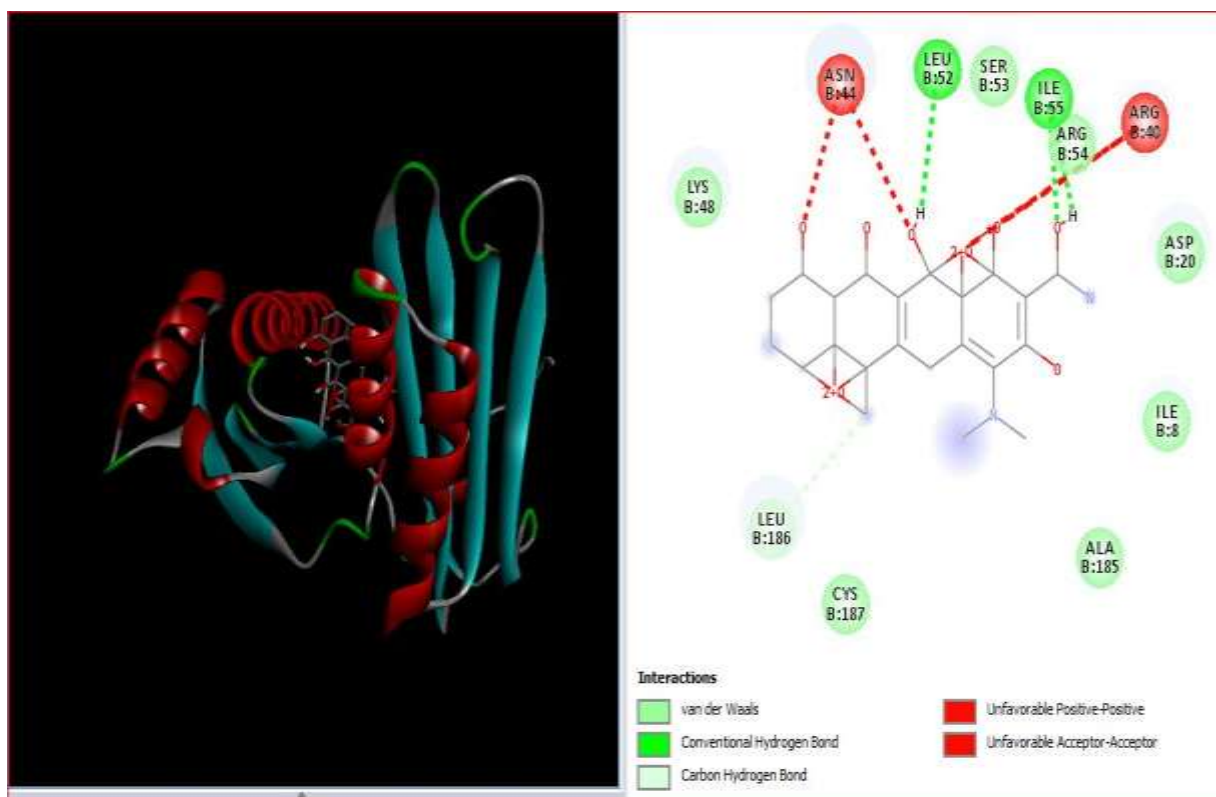 LEU
B:52
SER
B:53
ASN
B:44
ILE
B:55
ARG
B:40
ARG
B:54
LYS
B:48
H
H
O
O
O
O
O
2+O
ASP
B:20
N
O
2+O
N
ILE
B:8
LEU
B:186
ALA
B:185
CYS
B:187
Interactions
van der Waals
Conventional Hydrogen Bond
Carbon Hydrogen Bond
Unfavorable Positive-Positive
Unfavorable Acceptor-Acceptor